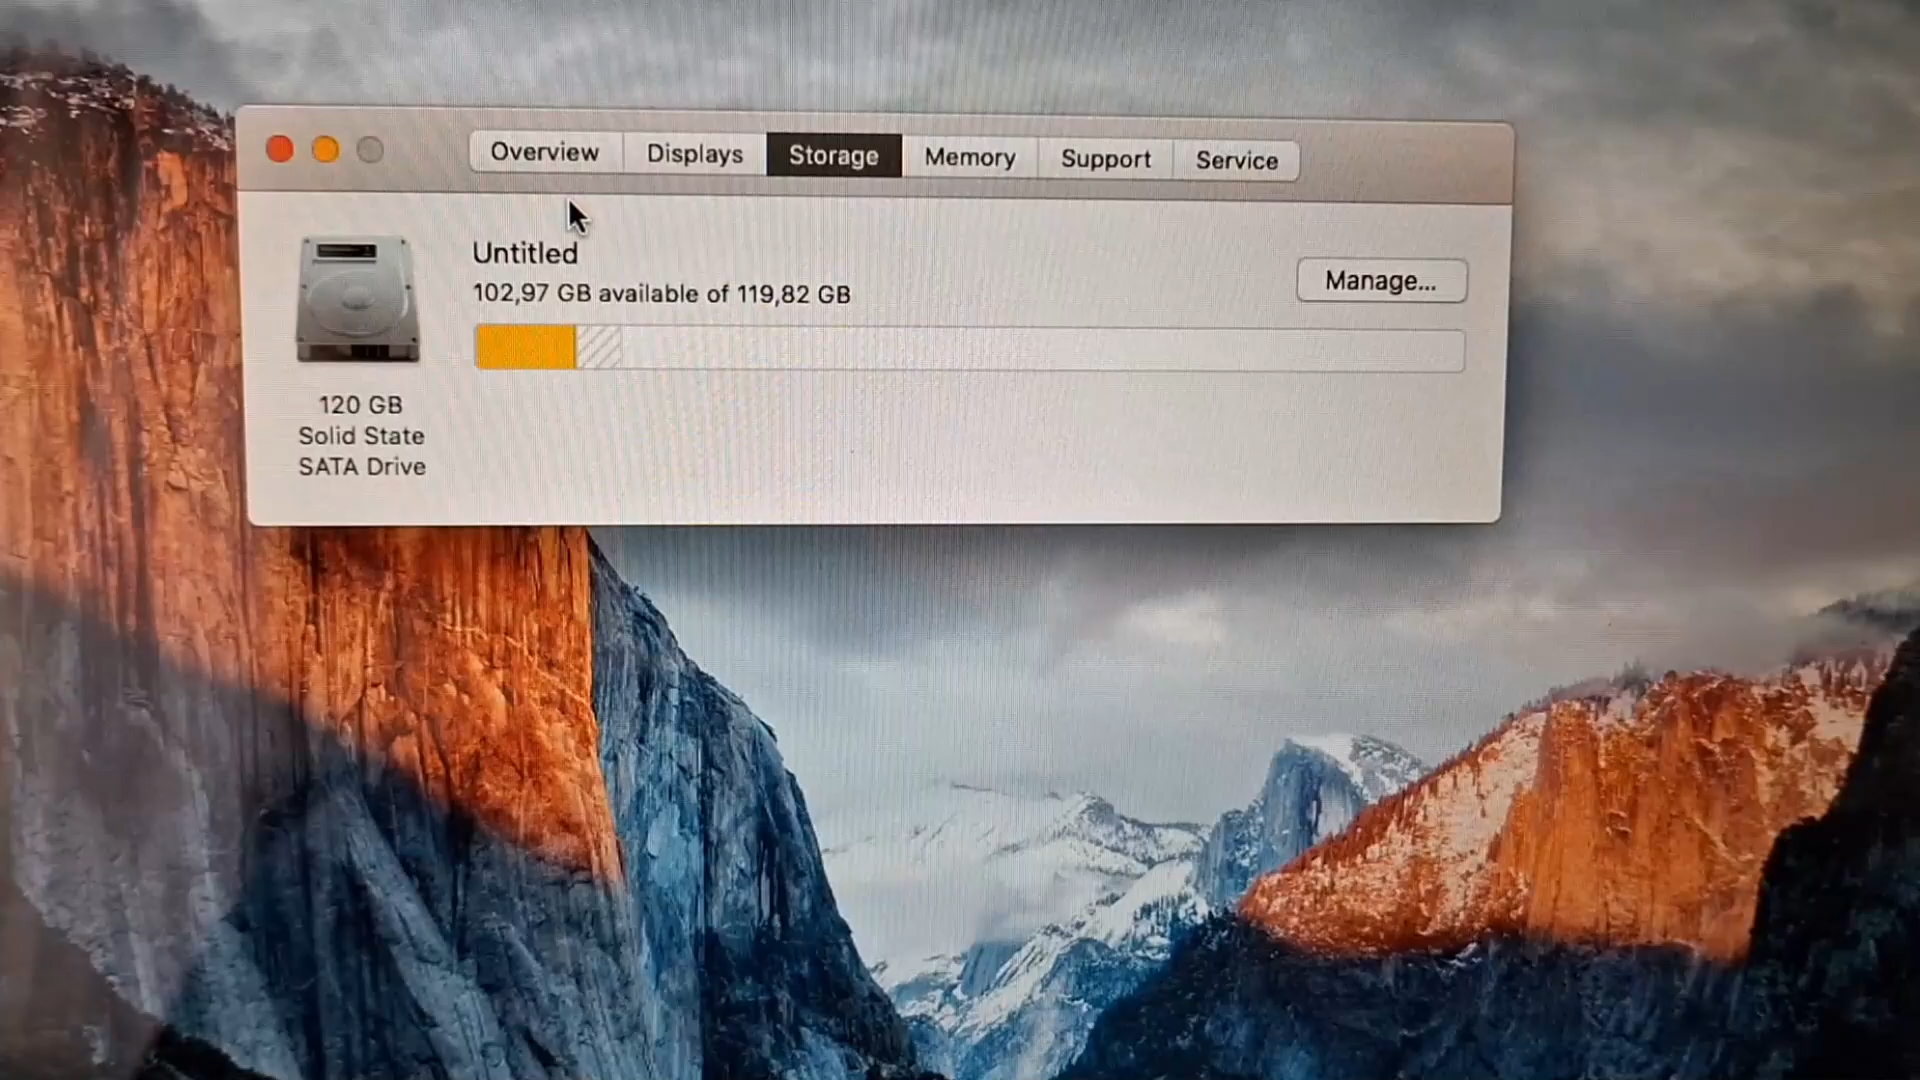 Overview Displays Storage Memory Support Service
Untitled
102,97 GB available of 119,82 GB
Manage...
120 GB
Solid State
SATA Drive